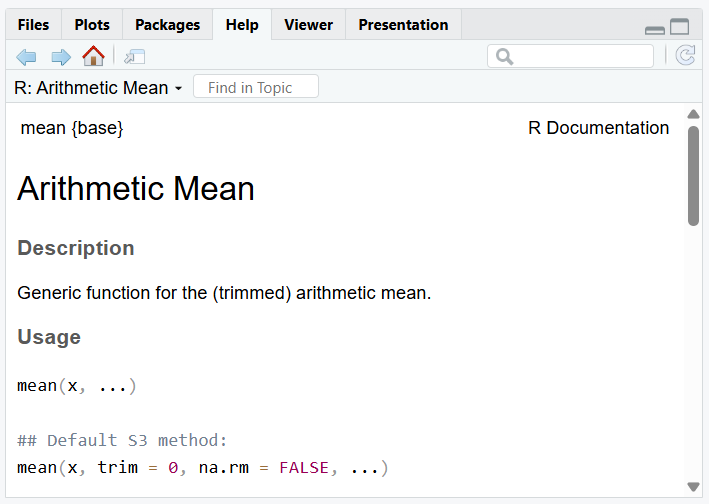 Files Plots Packages Help Viewer Presentation
R: Arithmetic Mean Find in Topic
mean {base} R Documentation
Arithmetic Mean
Description
Generic function for the (trimmed) arithmetic mean.
Usage
mean(x, ...)
## Default S3 method:
mean(x, trim = 0, na.rm = FALSE, ...)